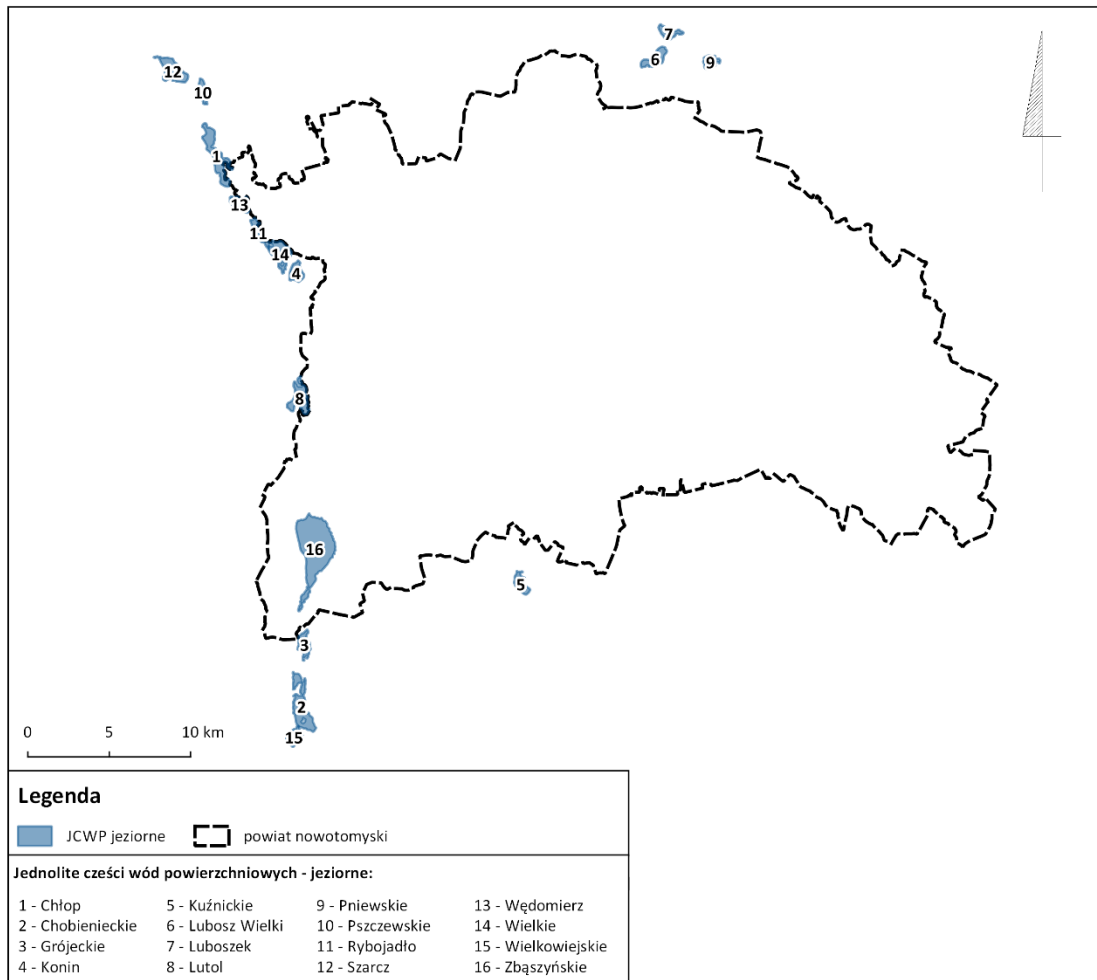 7
6
9
12
10
1
13
11
14
4
8
16
5
3
2
15
0 5 10 km
Legenda
JCWP jeziorne powiat nowotomyski
Jednolite cześci wód powierzchniowych - jeziorne:
1 - Chłop 5 - Kuźnickie 9 - Pniewskie 13 - Wędomierz
2 - Chobienieckie 6 - Lubosz Wielki 10 - Pszczewskie 14 - Wielkie
3 - Grójeckie 7 - Luboszek 11 - Rybojadło 15 - Wielkowiejskie
4 - Konin 8 - Lutol 12 - Szarcz 16 - Zbąszyńskie